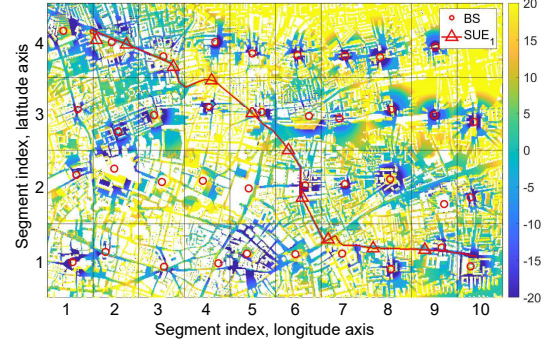 BS
SUE1
20
15
10
5
0
-5
-10
-15
-20
4
3
2
1
Segment index, latitude axis
1 2 3 4 5 6 7 8 9 10
Segment index, longitude axis